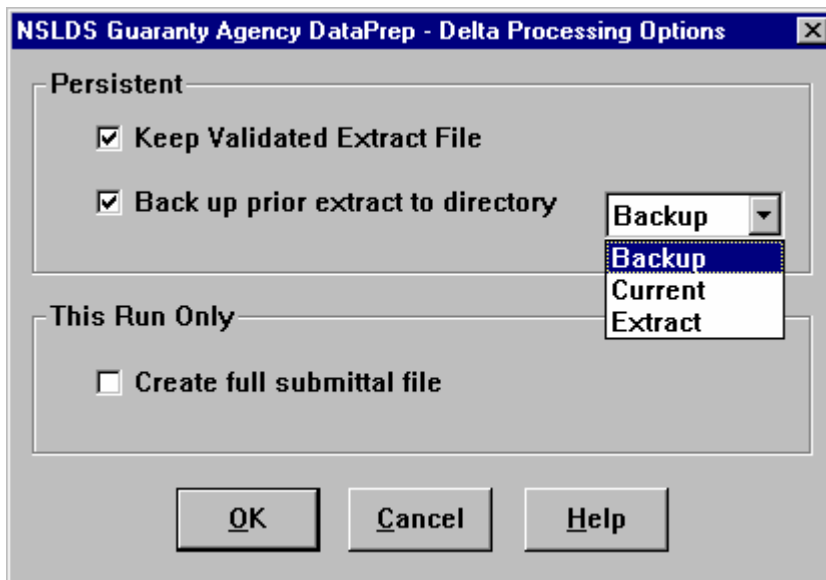 NSLDS Guaranty Agency DataPrep - Delta Processing Options
Persistent
Keep Validated Extract File
Back up prior extract to directory
Backup
Backup
Current
Extract
This Run Only
Create full submittal file
OK
Cancel
Help